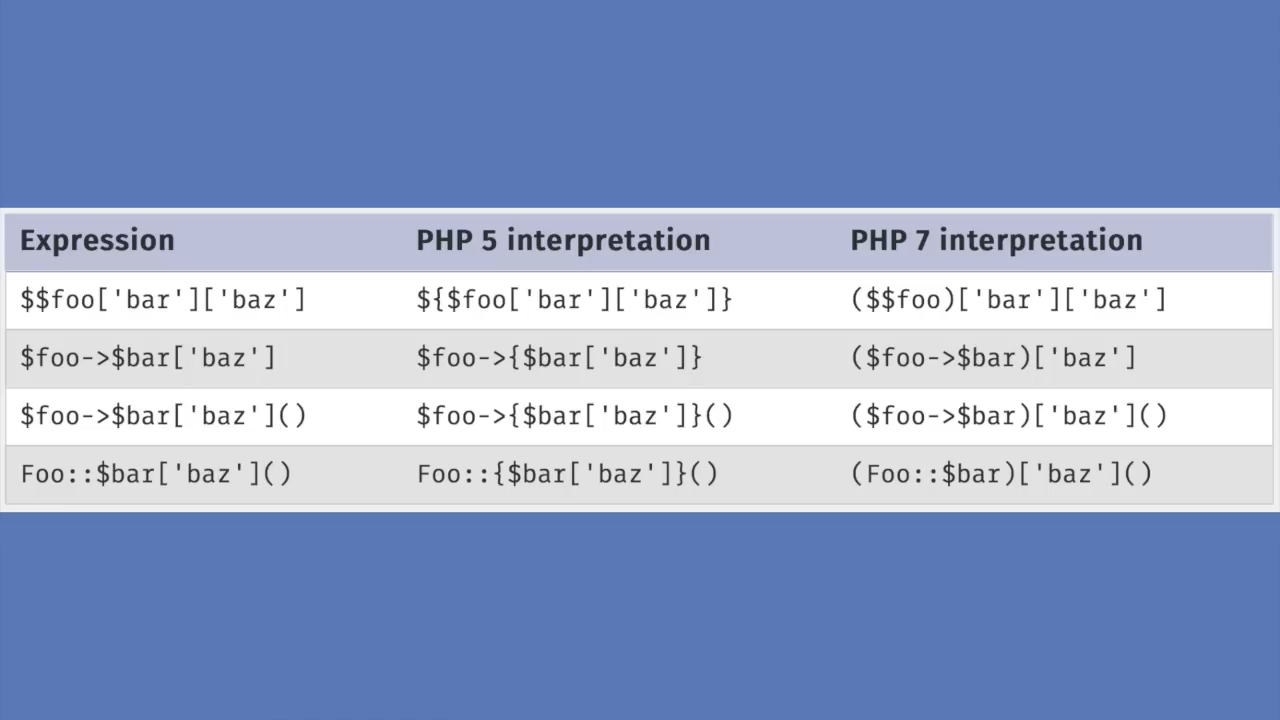 Expression PHP 5 interpretation PHP 7 interpretation
$$foo['bar']['baz'] ${$foo['bar']['baz']} ($$foo)['bar']['baz']
$foo->$bar['baz'] $foo->{$bar['baz']} ($foo->$bar)['baz']
$foo->$bar['baz']() $foo->{$bar['baz']}() ($foo->$bar)['baz']()
Foo::$bar['baz']() Foo::{$bar['baz']}() (Foo::$bar)['baz']()